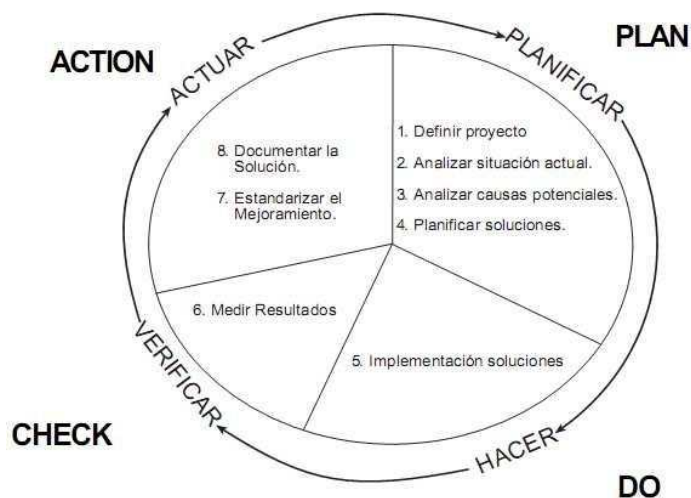 ACTION
ACTUAR
PLANIFICAR
PLAN
1. Definir proyecto
2. Analizar situación actual.
3. Analizar causas potenciales.
4. Planificar soluciones.
8. Documentar la
Solución.
7. Estandarizar el
Mejoramiento.
6. Medir Resultados
5. Implementación soluciones
VERIFICAR
HACER
CHECK
DO